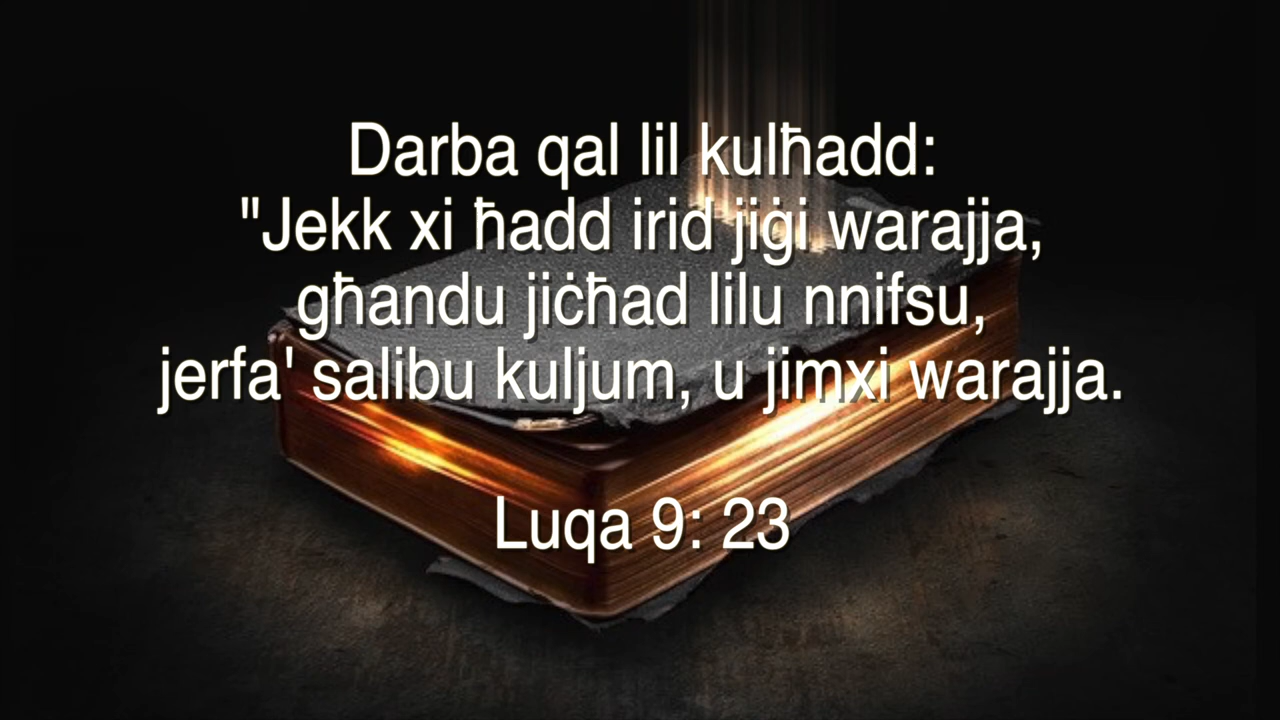 Darba qal lil kulħadd:
"Jekk xi ħadd irid jiġi warajja,
għandu jiċħad lilu nnifsu,
jerfa' salibu kuljum, u jimxi warajja.
Luqa 9: 23